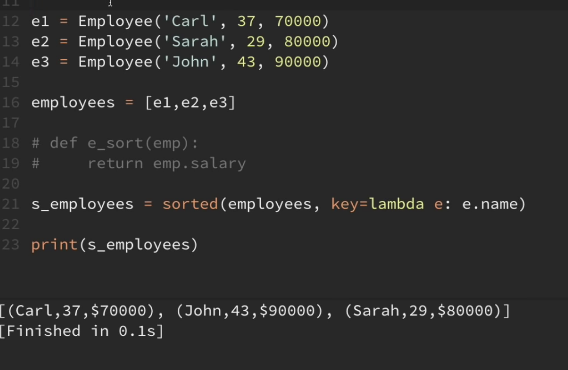 11
12 e1 = Employee('Carl', 37, 70000)
13 e2 = Employee('Sarah', 29, 80000)
14 e3 = Employee('John', 43, 90000)
15
16 employees = [e1,e2,e3]
17
18 # def e_sort(emp):
19 #     return emp.salary
20
21 s_employees = sorted(employees, key=lambda e: e.name)
22
23 print(s_employees)
[(Carl,37,$70000), (John,43,$90000), (Sarah,29,$80000)]
[Finished in 0.1s]